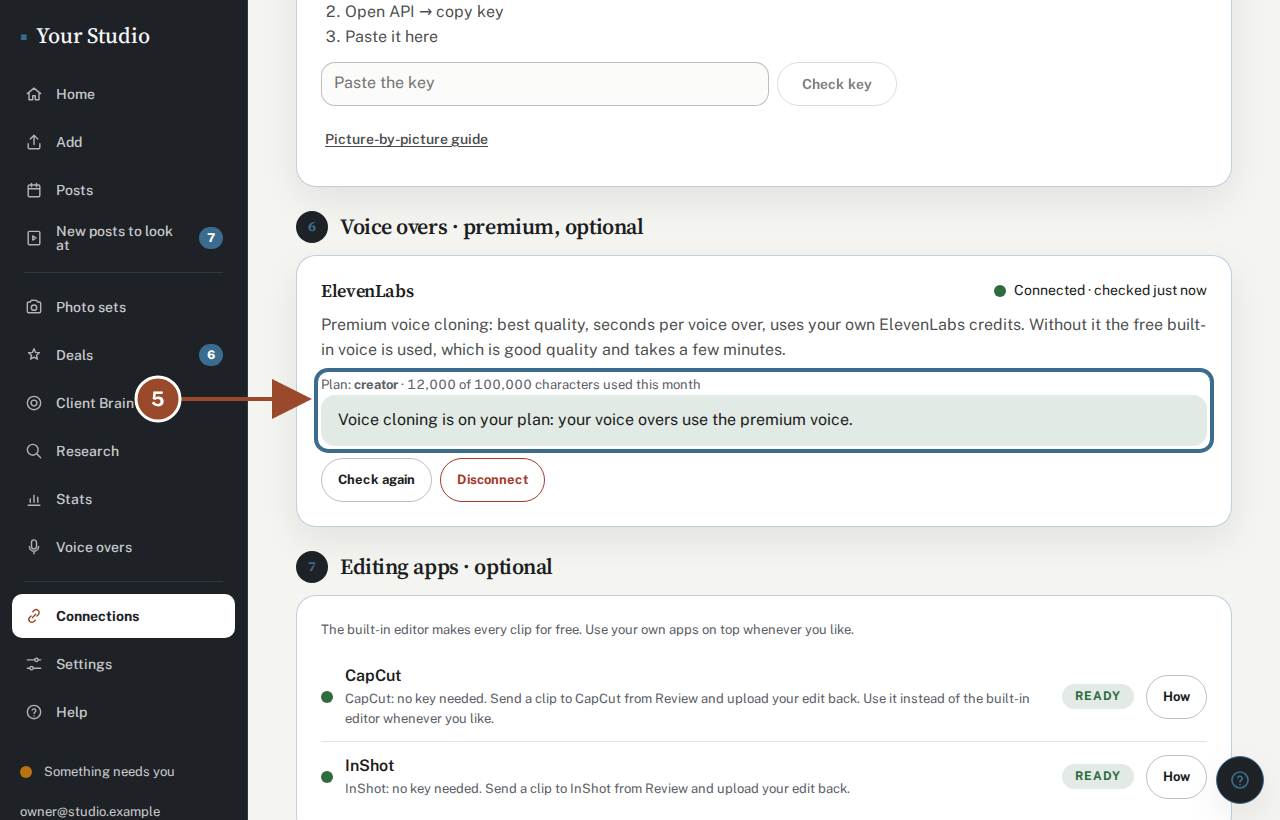 Your Studio
Home
Add
Posts
New posts to look
at
7
Photo sets
Deals
6
Client Brain
Research
Stats
Voice overs
Connections
Settings
Help
Something needs you
owner@studio.example
2. Open API → copy key
3. Paste it here
Paste the key
Check key
Picture-by-picture guide
6
Voice overs · premium, optional
ElevenLabs
Connected · checked just now
Premium voice cloning: best quality, seconds per voice over, uses your own ElevenLabs credits. Without it the free built-
in voice is used, which is good quality and takes a few minutes.
5
Plan: creator · 12,000 of 100,000 characters used this month
Voice cloning is on your plan: your voice overs use the premium voice.
Check again
Disconnect
7
Editing apps · optional
The built-in editor makes every clip for free. Use your own apps on top whenever you like.
CapCut
CapCut: no key needed. Send a clip to CapCut from Review and upload your edit back. Use it instead of the built-in
editor whenever you like.
READY
How
InShot
InShot: no key needed. Send a clip to InShot from Review and upload your edit back.
READY
How